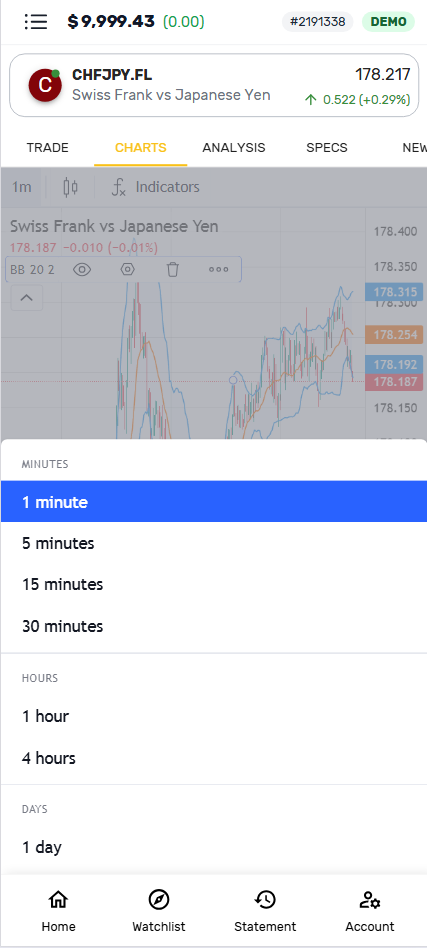 $ 9,999.43 (0.00) #2191338 DEMO
C CHFJPY.FL 178.217
Swiss Frank vs Japanese Yen 0.522 (+0.29%)
TRADE CHARTS ANALYSIS SPECS NEW
1m Indicators
Swiss Frank vs Japanese Yen 178.400
178.187 −0.010 (−0.01%)
BB 20 2 178.350
178.315
178.300
178.254
178.192
178.187
178.150
MINUTES
1 minute
5 minutes
15 minutes
30 minutes
HOURS
1 hour
4 hours
DAYS
1 day
Home Watchlist Statement Account